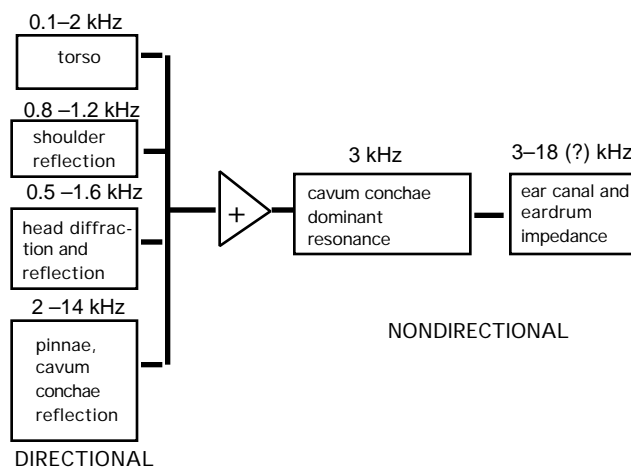 0.1–2 kHz
torso
0.8 –1.2 kHz
shoulder
reflection
0.5 –1.6 kHz
head diffrac-
tion and
reflection
2 –14 kHz
pinnae,
cavum
conchae
reflection
DIRECTIONAL
+
3 kHz
cavum conchae
dominant
resonance
3–18 (?) kHz
ear canal and
eardrum
impedance
NONDIRECTIONAL